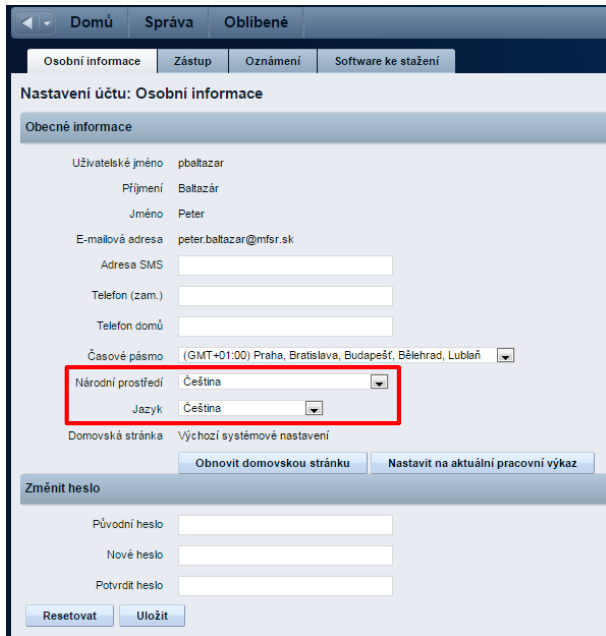 Domů Správa Oblíbené
Osobní informace Zástup Oznámení Software ke stažení
Nastavení účtu: Osobní informace
Obecné informace
Uživatelské jméno pbaltazar
Příjmení Baltazár
Jméno Peter
E-mailová adresa peter.baltazar@mfsr.sk
Adresa SMS
Telefon (zam.)
Telefon domů
Časové pásmo (GMT+01:00) Praha, Bratislava, Budapešť, Bělehrad, Lublaň
Národní prostředí Čeština
Jazyk Čeština
Domovská stránka Výchozí systémové nastavení
Obnovit domovskou stránku Nastavit na aktuální pracovní výkaz
Změnit heslo
Původní heslo
Nové heslo
Potvrdit heslo
Resetovat Uložit